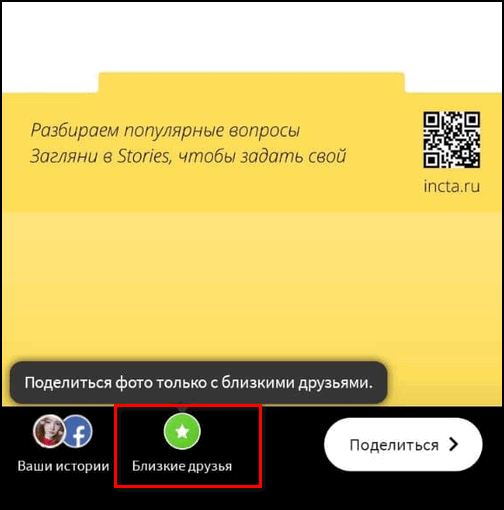 Разбираем популярные вопросы
Загляни в Stories, чтобы задать свой
incta.ru
Поделиться фото только с близкими друзьями.
Ваши истории
Близкие друзья
Поделиться